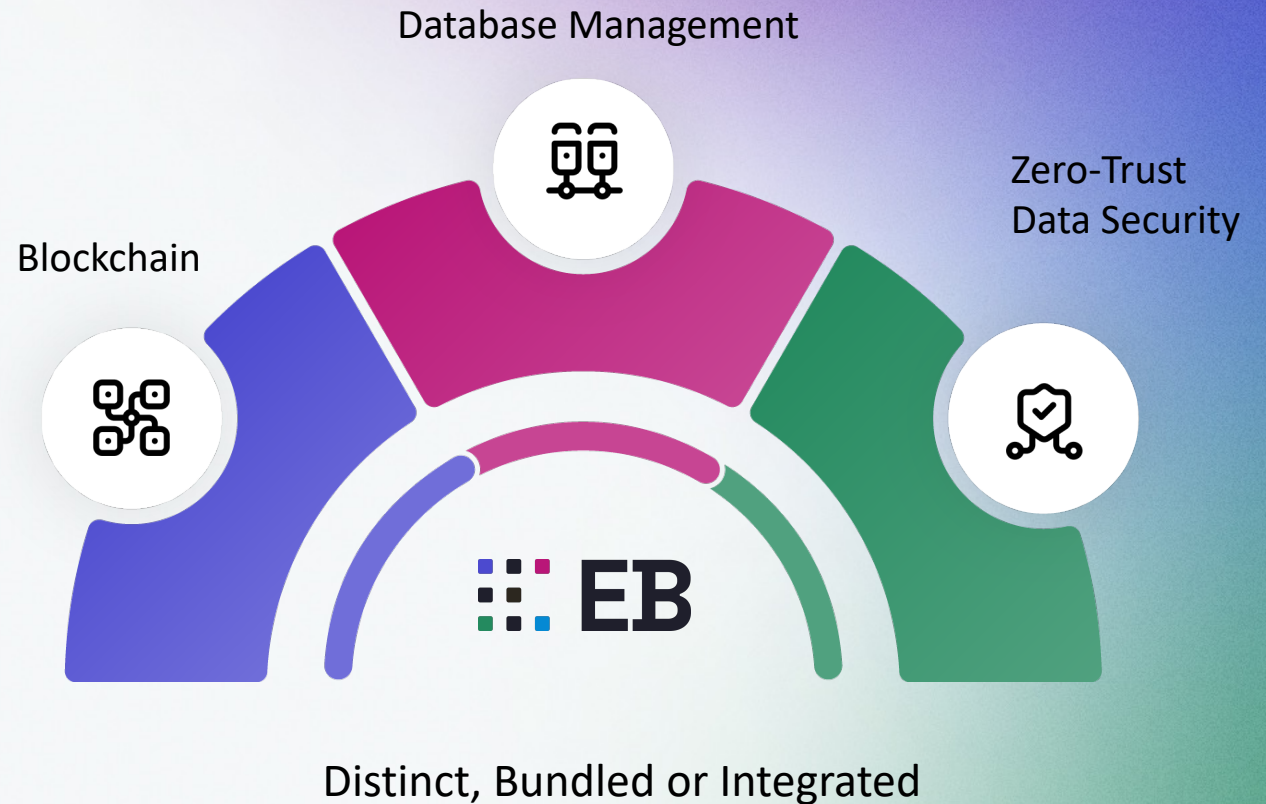 Database Management
Zero-Trust
Data Security
Blockchain
EB
Distinct, Bundled or Integrated